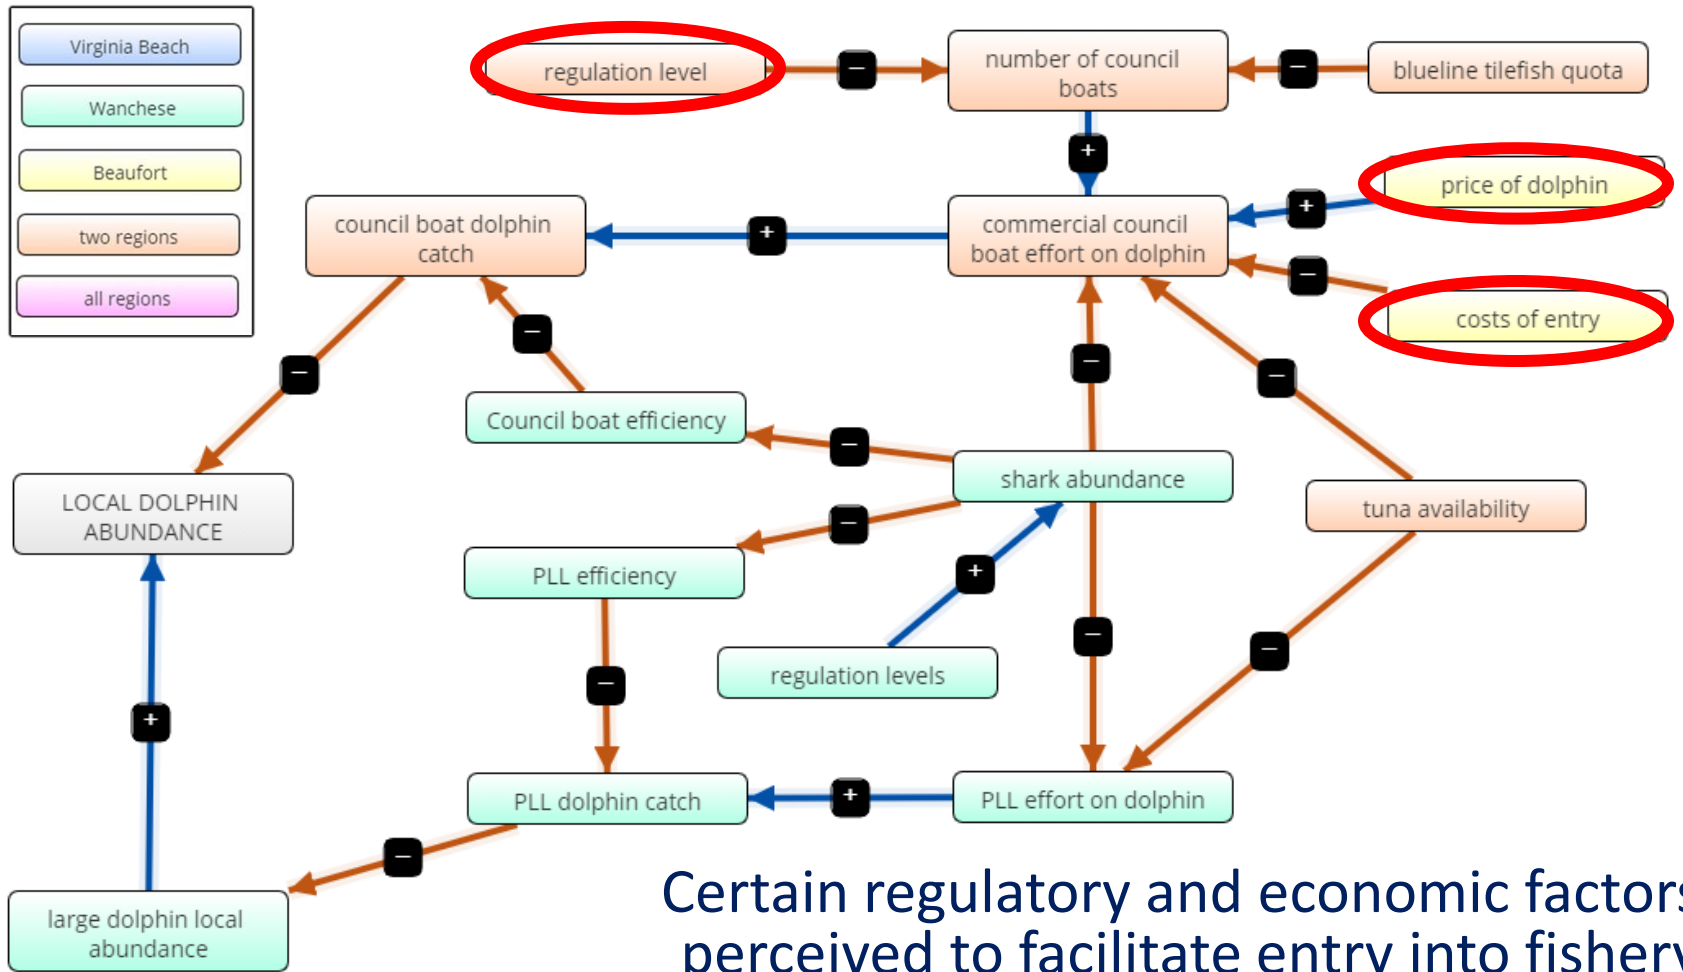 Virginia Beach
Wanchese
Beaufort
two regions
all regions
regulation level
−
number of council
boats
−
blueline tilefish quota
+
price of dolphin
+
council boat dolphin
catch
+
commercial council
boat effort on dolphin
−
costs of entry
−
−
−
−
Council boat efficiency
−
shark abundance
LOCAL DOLPHIN
ABUNDANCE
tuna availability
−
PLL efficiency
+
−
−
regulation levels
−
+
PLL dolphin catch
+
PLL effort on dolphin
−
large dolphin local
abundance
Certain regulatory and economic factors
perceived to facilitate entry into fishery